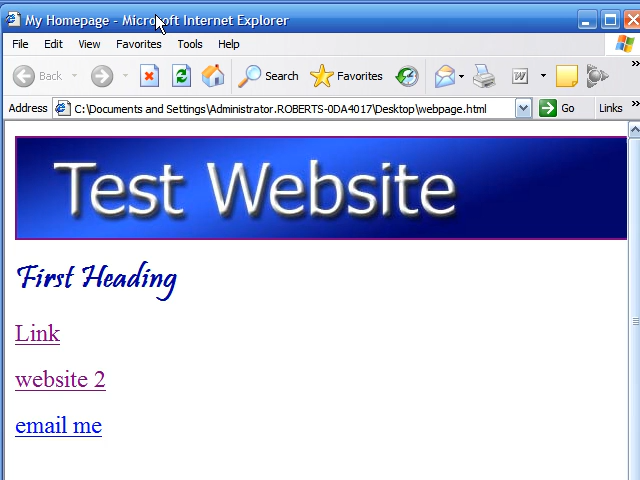 My Homepage - Microsoft Internet Explorer
File Edit View Favorites Tools Help
Back Search Favorites W
Address C:\Documents and Settings\Administrator.ROBERTS-0DA4017\Desktop\webpage.html Go Links
Test Website
First Heading
Link
website 2
email me